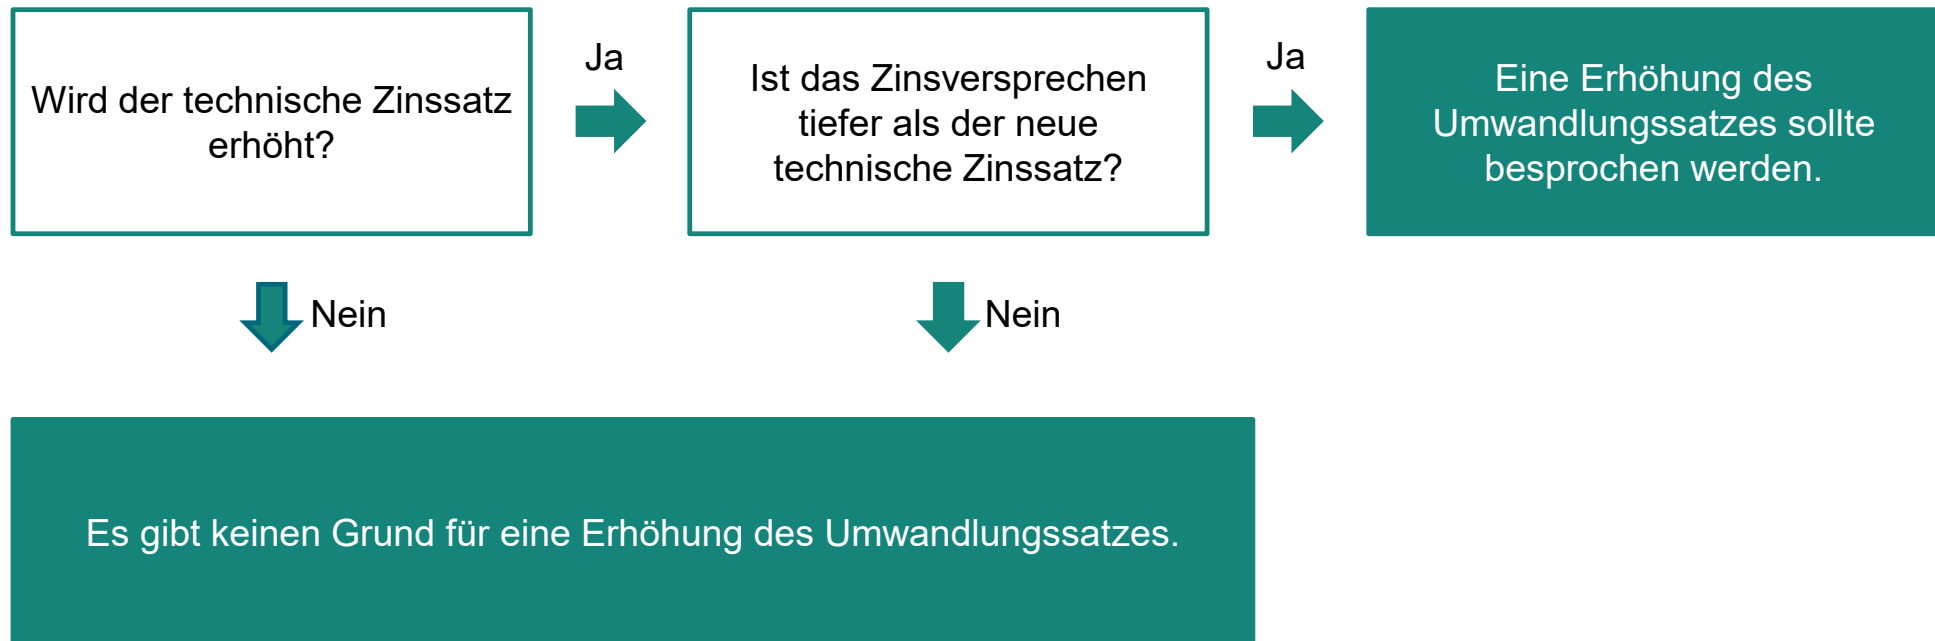 Wird der technische Zinssatz
erhöht?
Ja
Ist das Zinsversprechen
tiefer als der neue
technische Zinssatz?
Ja
Eine Erhöhung des
Umwandlungssatzes sollte
besprochen werden.
Nein
Nein
Es gibt keinen Grund für eine Erhöhung des Umwandlungssatzes.